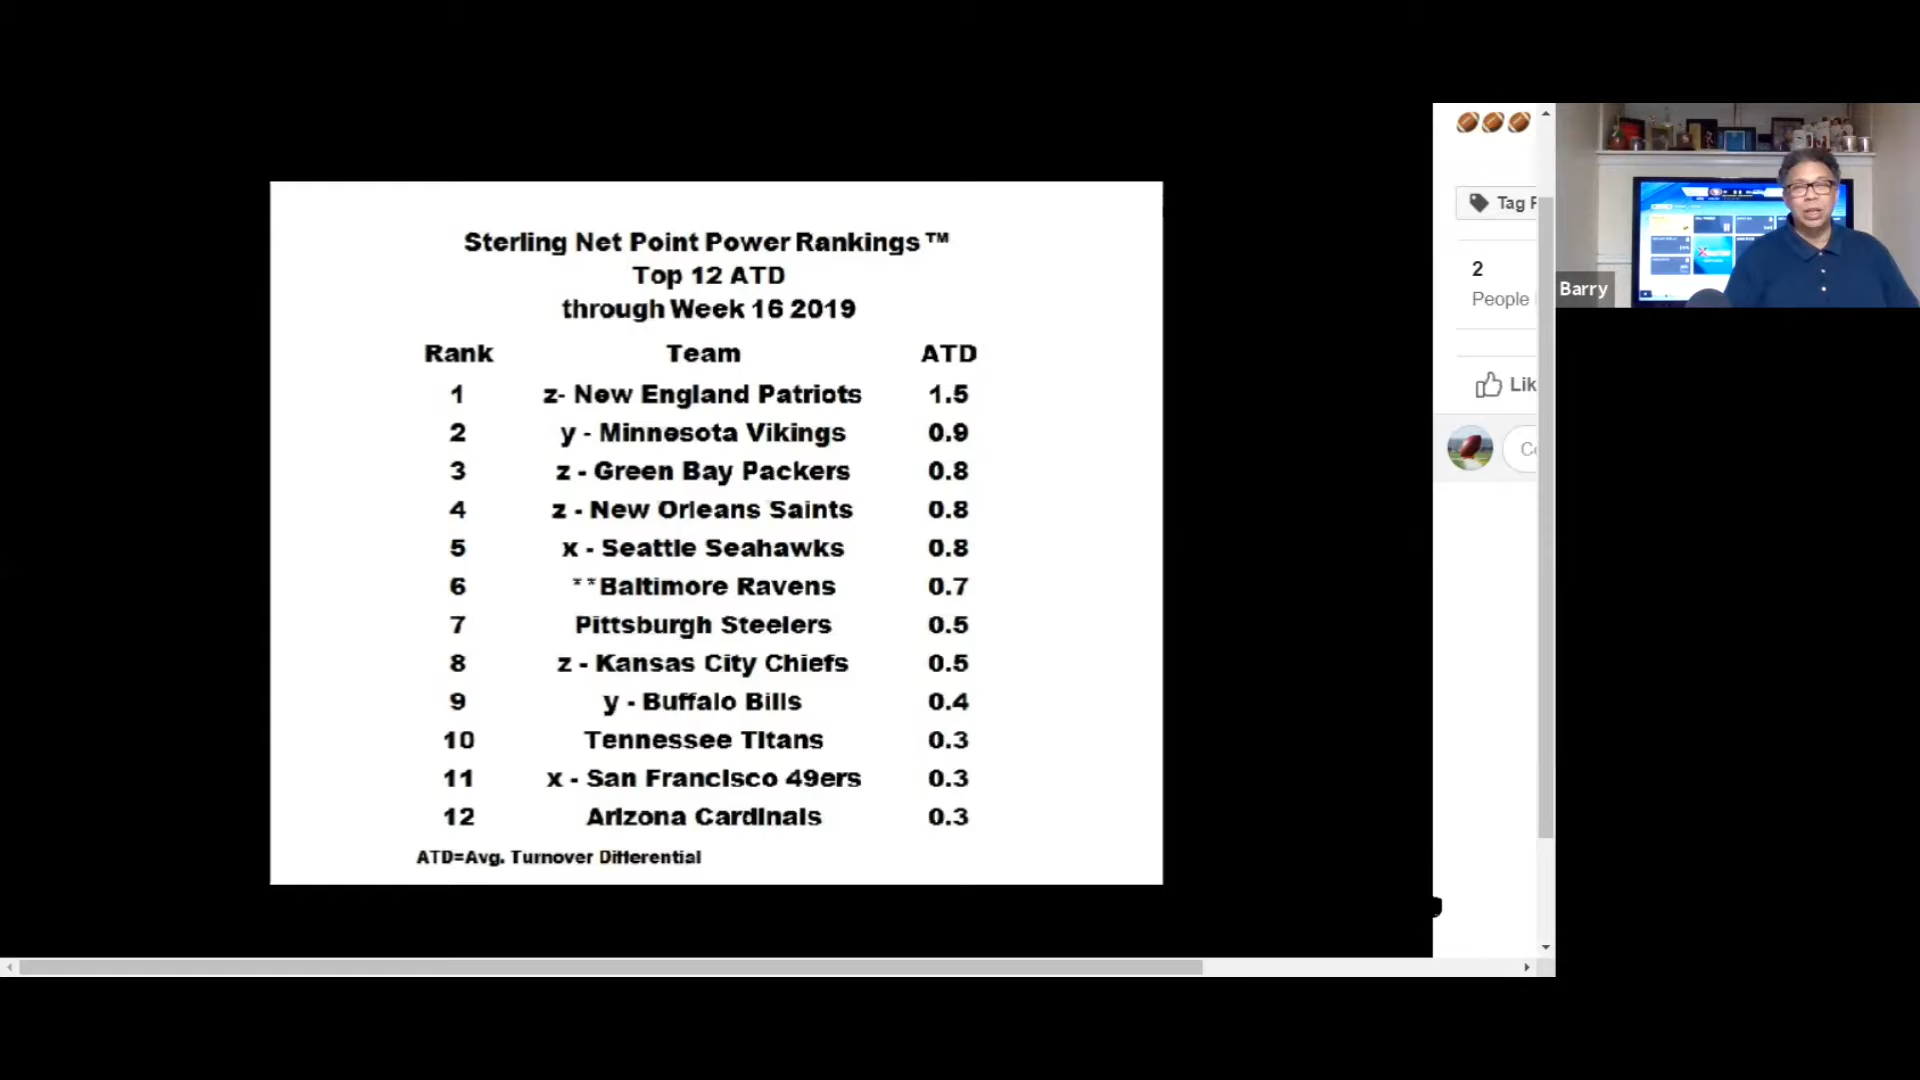 Sterling Net Point Power Rankings™
Top 12 ATD
through Week 16 2019
Rank Team ATD
1 z- New England Patriots 1.5
2 y - Minnesota Vikings 0.9
3 z - Green Bay Packers 0.8
4 z - New Orleans Saints 0.8
5 x - Seattle Seahawks 0.8
6 **Baltimore Ravens 0.7
7 Pittsburgh Steelers 0.5
8 z - Kansas City Chiefs 0.5
9 y - Buffalo Bills 0.4
10 Tennessee Titans 0.3
11 x - San Francisco 49ers 0.3
12 Arizona Cardinals 0.3
ATD=Avg. Turnover Differential
Tag
2
People
Lik
Barry